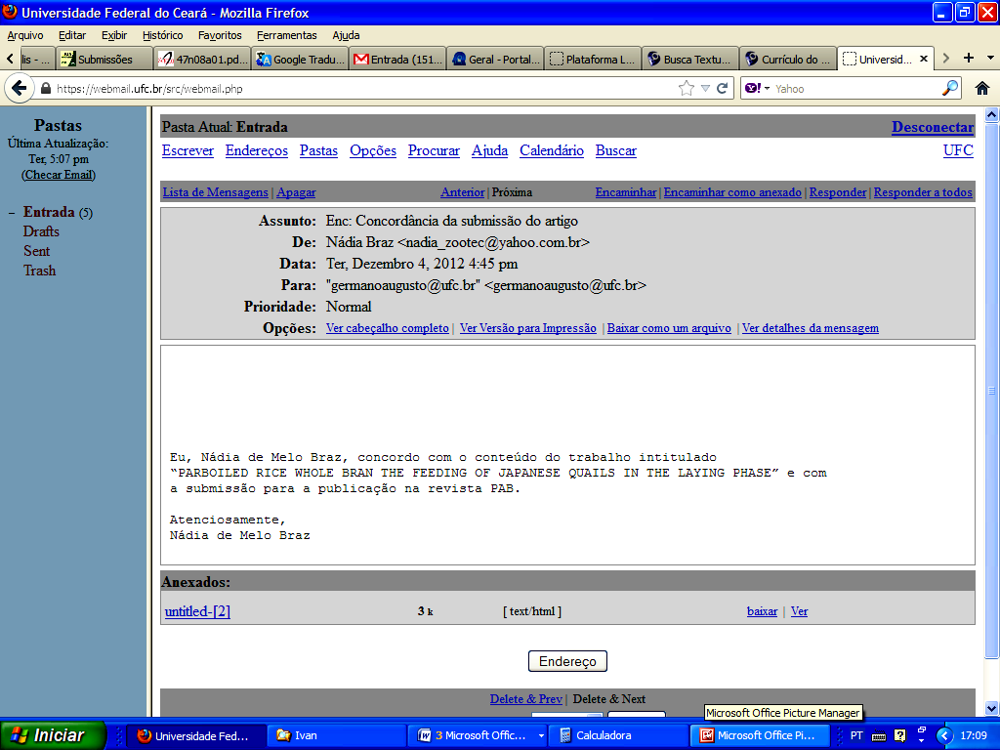 Universidade Federal do Ceará - Mozilla Firefox
Arquivo Editar Exibir Histórico Favoritos Ferramentas Ajuda
lis - ... Submissões 47n08a01.pd... Google Tradu... Entrada (151... Geral - Portal... Plataforma L... Busca Textu... Currículo do ... Universid...
https://webmail.ufc.br/src/webmail.php Yahoo
Pastas
Última Atualização:
Ter, 5:07 pm
(Checar Email)
– Entrada (5)
Drafts
Sent
Trash
Pasta Atual: Entrada Desconectar
Escrever Endereços Pastas Opções Procurar Ajuda Calendário Buscar UFC
Lista de Mensagens | Apagar Anterior | Próxima Encaminhar | Encaminhar como anexado | Responder | Responder a todos
Assunto: Enc: Concordância da submissão do artigo
De: Nádia Braz <nadia_zootec@yahoo.com.br>
Data: Ter, Dezembro 4, 2012 4:45 pm
Para: "germanoaugusto@ufc.br" <germanoaugusto@ufc.br>
Prioridade: Normal
Opções: Ver cabeçalho completo | Ver Versão para Impressão | Baixar como um arquivo | Ver detalhes da mensagem
Eu, Nádia de Melo Braz, concordo com o conteúdo do trabalho intitulado
“PARBOILED RICE WHOLE BRAN THE FEEDING OF JAPANESE QUAILS IN THE LAYING PHASE” e com
a submissão para a publicação na revista PAB.
Atenciosamente,
Nádia de Melo Braz
Anexados:
untitled-[2] 3 k [ text/html ] baixar | Ver
Endereço
Delete & Prev | Delete & Next
Microsoft Office Picture Manager
Iniciar Universidade Fed... Ivan 3 Microsoft Offic... Calculadora Microsoft Office Pi... PT 17:09